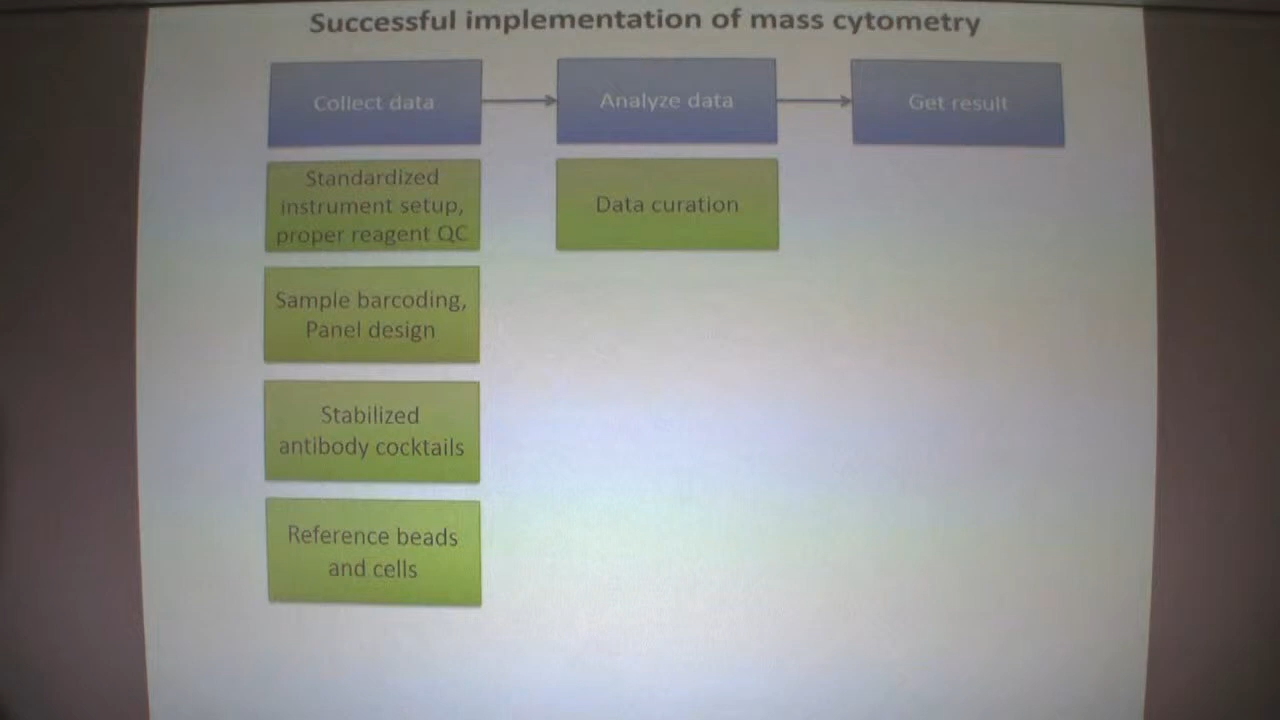 Successful implementation of mass cytometry
Collect data
Analyze data
Get result
Standardized
instrument setup,
proper reagent QC
Data curation
Sample barcoding,
Panel design
Stabilized
antibody cocktails
Reference beads
and cells